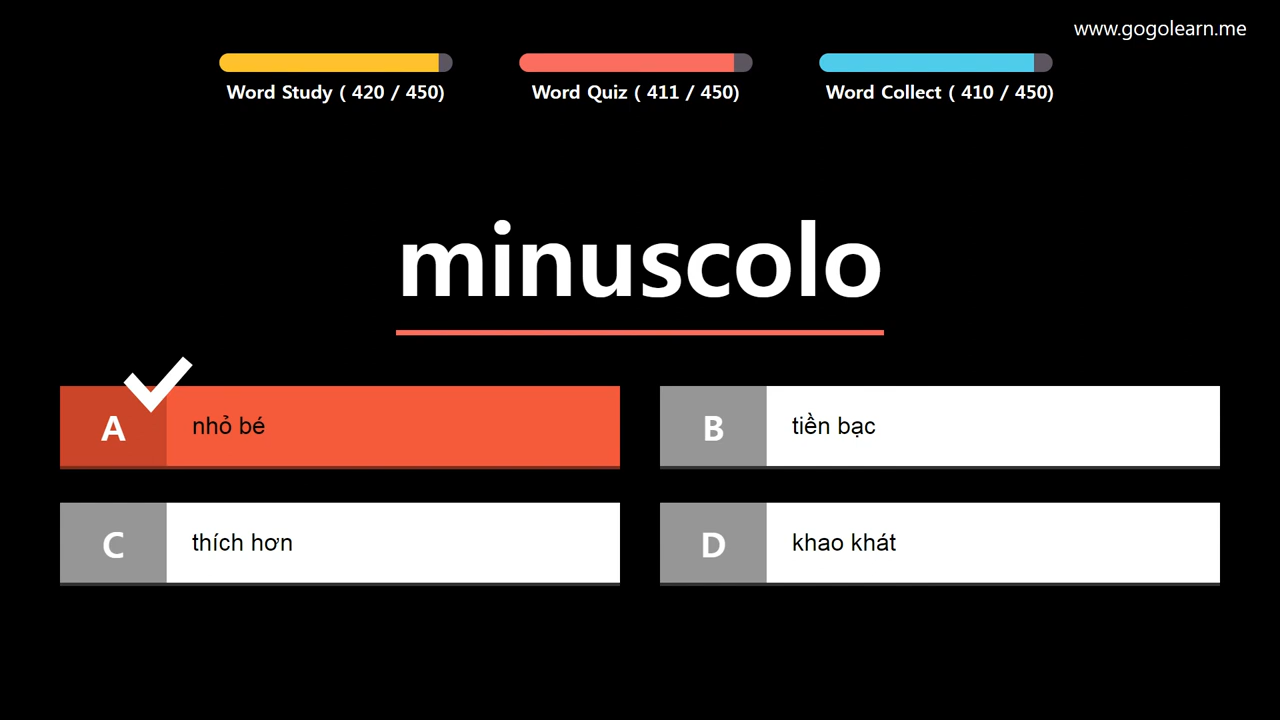 www.gogolearn.me
Word Study ( 420 / 450)
Word Quiz ( 411 / 450)
Word Collect ( 410 / 450)
minuscolo
A nhỏ bé
B tiền bạc
C thích hơn
D khao khát